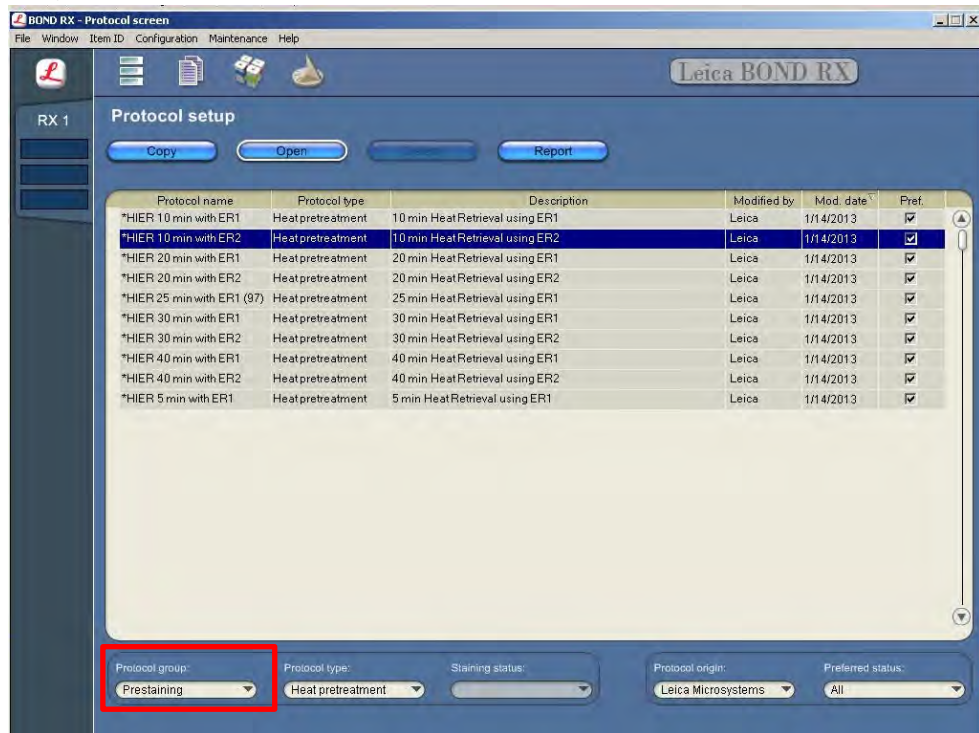 BOND RX - Protocol screen
File Window Item ID Configuration Maintenance Help
Leica BOND RX
RX 1
Protocol setup
Copy Open Report
Protocol name Protocol type Description Modified by Mod. date Pref.
*HIER 10 min with ER1 Heat pretreatment 10 min Heat Retrieval using ER1 Leica 1/14/2013
*HIER 10 min with ER2 Heat pretreatment 10 min Heat Retrieval using ER2 Leica 1/14/2013
*HIER 20 min with ER1 Heat pretreatment 20 min Heat Retrieval using ER1 Leica 1/14/2013
*HIER 20 min with ER2 Heat pretreatment 20 min Heat Retrieval using ER2 Leica 1/14/2013
*HIER 25 min with ER1 (97) Heat pretreatment 25 min Heat Retrieval using ER1 Leica 1/14/2013
*HIER 30 min with ER1 Heat pretreatment 30 min Heat Retrieval using ER1 Leica 1/14/2013
*HIER 30 min with ER2 Heat pretreatment 30 min Heat Retrieval using ER2 Leica 1/14/2013
*HIER 40 min with ER1 Heat pretreatment 40 min Heat Retrieval using ER1 Leica 1/14/2013
*HIER 40 min with ER2 Heat pretreatment 40 min Heat Retrieval using ER2 Leica 1/14/2013
*HIER 5 min with ER1 Heat pretreatment 5 min Heat Retrieval using ER1 Leica 1/14/2013
Protocol group: Protocol type: Staining status: Protocol origin: Preferred status:
Prestaining Heat pretreatment Leica Microsystems All